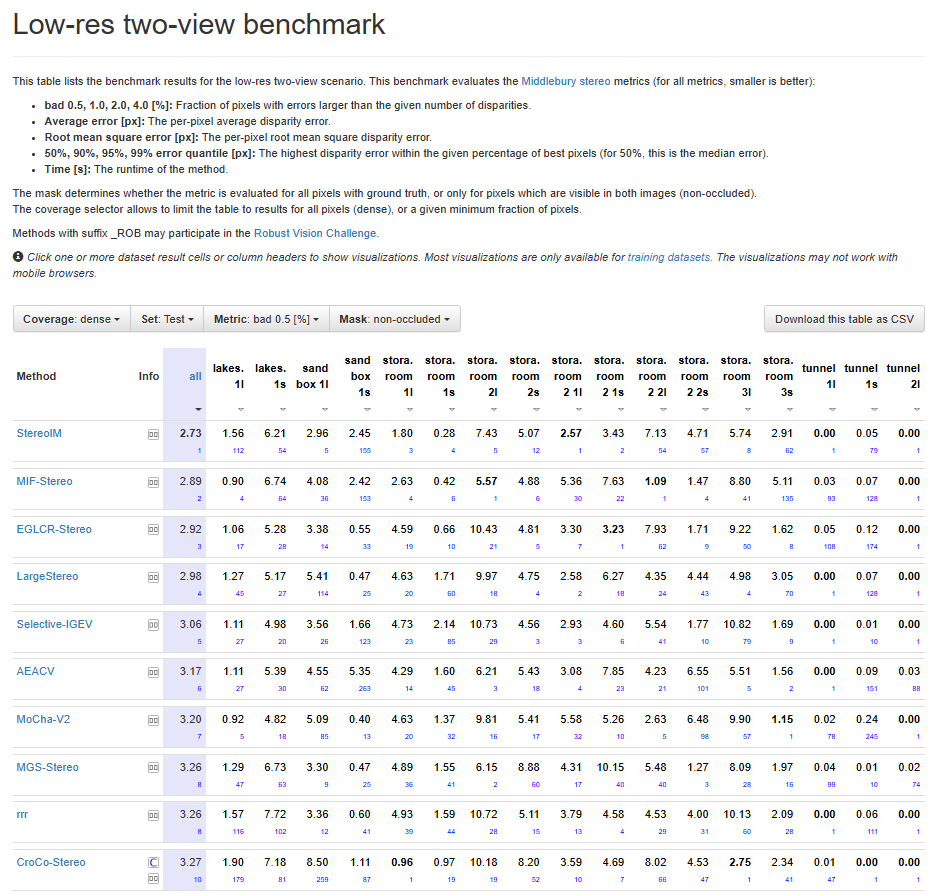 Low-res two-view benchmark
This table lists the benchmark results for the low-res two-view scenario. This benchmark evaluates the Middlebury stereo metrics (for all metrics, smaller is better):
• bad 0.5, 1.0, 2.0, 4.0 [%]: Fraction of pixels with errors larger than the given number of disparities.
• Average error [px]: The per-pixel average disparity error.
• Root mean square error [px]: The per-pixel root mean square disparity error.
• 50%, 90%, 95%, 99% error quantile [px]: The highest disparity error within the given percentage of best pixels (for 50%, this is the median error).
• Time [s]: The runtime of the method.
The mask determines whether the metric is evaluated for all pixels with ground truth, or only for pixels which are visible in both images (non-occluded).
The coverage selector allows to limit the table to results for all pixels (dense), or a given minimum fraction of pixels.
Methods with suffix _ROB may participate in the Robust Vision Challenge.
Click one or more dataset result cells or column headers to show visualizations. Most visualizations are only available for training datasets. The visualizations may not work with
mobile browsers.
Coverage: dense Set: Test Metric: bad 0.5 [%] Mask: non-occluded Download this table as CSV
sand stora. stora. stora. stora. stora. stora. stora. stora. stora. stora.
lakes. lakes. sand box room room room room room room room room room room tunnel tunnel tunnel
Method Info all 1l 1s box 1l 1s 1l 1s 2l 2s 2 1l 2 1s 2 2l 2 2s 3l 3s 1l 1s 2l
StereoIM 2.73 1.56 6.21 2.96 2.45 1.80 0.28 7.43 5.07 2.57 3.43 7.13 4.71 5.74 2.91 0.00 0.05 0.00
1 112 54 5 155 3 4 5 12 1 2 54 57 8 62 1 79 1
MIF-Stereo 2.89 0.90 6.74 4.08 2.42 2.63 0.42 5.57 4.88 5.36 7.63 1.09 1.47 8.80 5.11 0.03 0.07 0.00
2 4 64 36 153 4 6 1 6 30 22 1 4 41 135 93 128 1
EGLCR-Stereo 2.92 1.06 5.28 3.38 0.55 4.59 0.66 10.43 4.81 3.30 3.23 7.93 1.71 9.22 1.62 0.05 0.12 0.00
3 17 28 14 33 19 10 21 5 7 1 62 9 50 8 108 174 1
LargeStereo 2.98 1.27 5.17 5.41 0.47 4.63 1.71 9.97 4.75 2.58 6.27 4.35 4.44 4.98 3.05 0.00 0.07 0.00
4 45 27 114 25 20 60 18 4 2 18 24 43 4 70 1 128 1
Selective-IGEV 3.06 1.11 4.98 3.56 1.66 4.73 2.14 10.73 4.56 2.93 4.60 5.54 1.77 10.82 1.69 0.00 0.01 0.00
5 27 20 26 123 23 85 29 3 3 6 41 10 79 9 1 10 1
AEACV 3.17 1.11 5.39 4.55 5.35 4.29 1.60 6.21 5.43 3.08 7.85 4.23 6.55 5.51 1.56 0.00 0.09 0.03
6 27 30 62 263 14 45 3 18 4 23 21 101 5 2 1 151 88
MoCha-V2 3.20 0.92 4.82 5.09 0.40 4.63 1.37 9.81 5.41 5.58 5.26 2.63 6.48 9.90 1.15 0.02 0.24 0.00
7 5 18 85 13 20 32 16 17 32 10 5 98 57 1 78 245 1
MGS-Stereo 3.26 1.29 6.73 3.30 0.47 4.89 1.55 6.15 8.88 4.31 10.15 5.48 1.27 8.09 1.97 0.04 0.01 0.02
8 47 63 9 25 36 41 2 60 17 40 40 3 28 16 99 10 74
rrr 3.26 1.57 7.72 3.36 0.60 4.93 1.54 10.72 5.11 3.79 4.58 4.53 4.00 10.13 2.09 0.00 0.06 0.00
8 116 102 12 41 39 44 28 15 13 4 29 31 60 28 1 111 1
CroCo-Stereo C 3.27 1.90 7.18 8.50 1.11 0.96 0.97 10.18 8.20 3.59 4.69 8.02 4.53 2.75 2.34 0.01 0.00 0.00
10 179 81 259 87 1 19 19 52 10 7 66 47 1 41 47 1 1